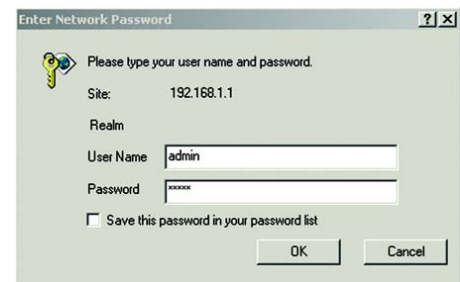 Enter Network Password
Please type your user name and password.
Site: 192.168.1.1
Realm
User Name admin
Password xxxxx
Save this password in your password list
OK Cancel